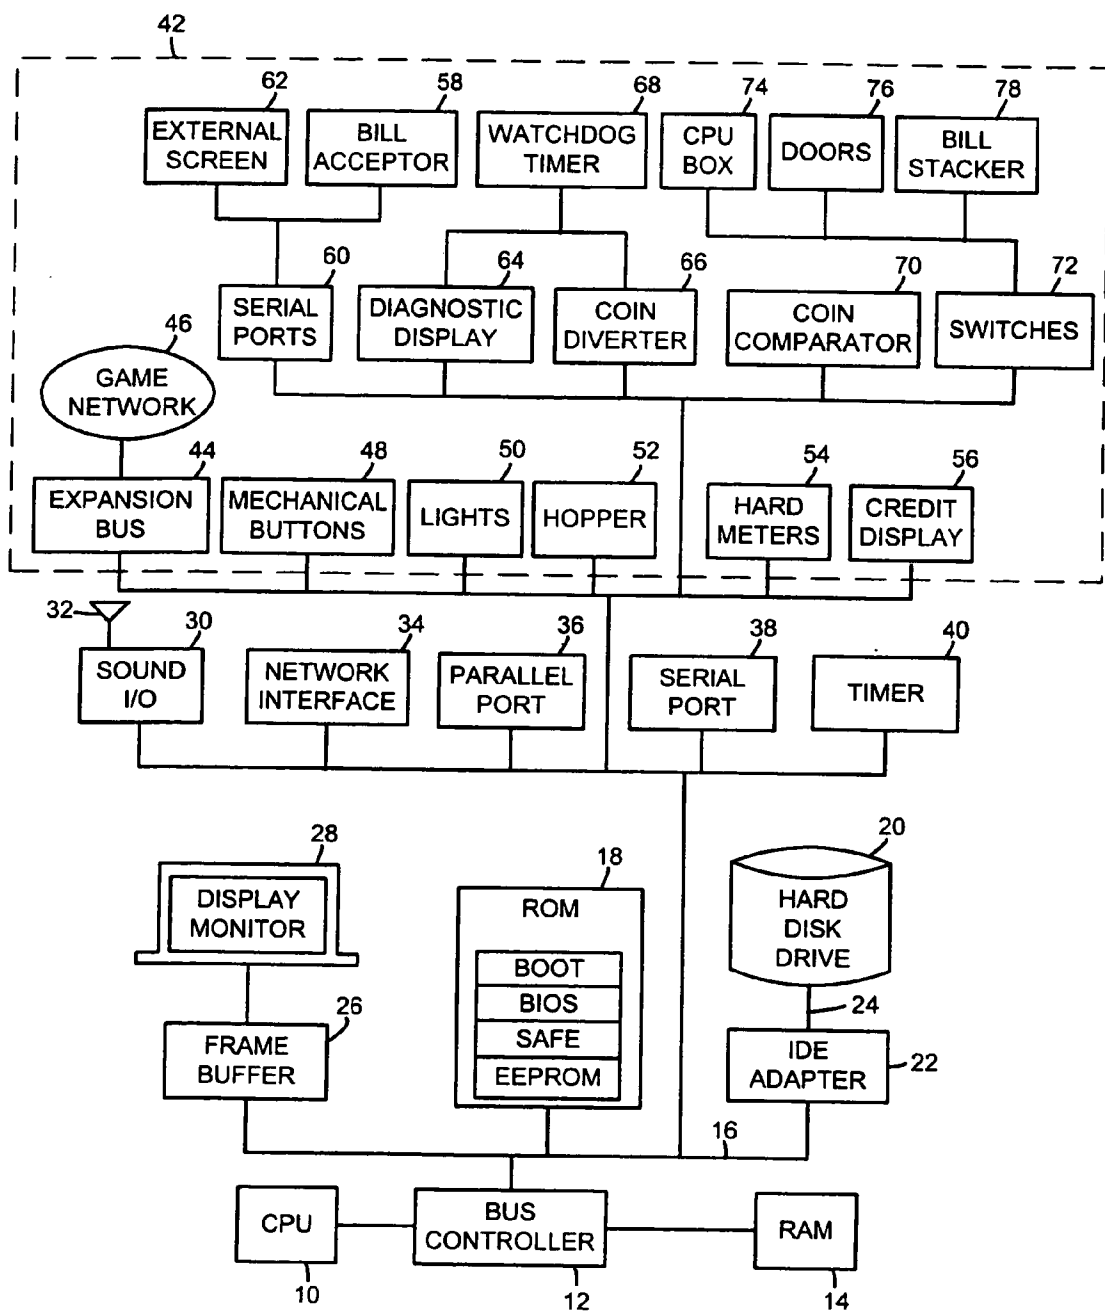 42
62
58
68
74
76
78
EXTERNAL
SCREEN
BILL
ACCEPTOR
WATCHDOG
TIMER
CPU
BOX
DOORS
BILL
STACKER
60
64
66
70
72
SERIAL
PORTS
DIAGNOSTIC
DISPLAY
COIN
DIVERTER
COIN
COMPARATOR
SWITCHES
46
GAME
NETWORK
44
48
50
52
54
56
EXPANSION
BUS
MECHANICAL
BUTTONS
LIGHTS
HOPPER
HARD
METERS
CREDIT
DISPLAY
32
30
34
36
38
40
SOUND
I/O
NETWORK
INTERFACE
PARALLEL
PORT
SERIAL
PORT
TIMER
28
18
20
DISPLAY
MONITOR
ROM
BOOT
BIOS
SAFE
EEPROM
HARD
DISK
DRIVE
24
26
FRAME
BUFFER
IDE
ADAPTER
22
16
CPU
BUS
CONTROLLER
RAM
10
12
14